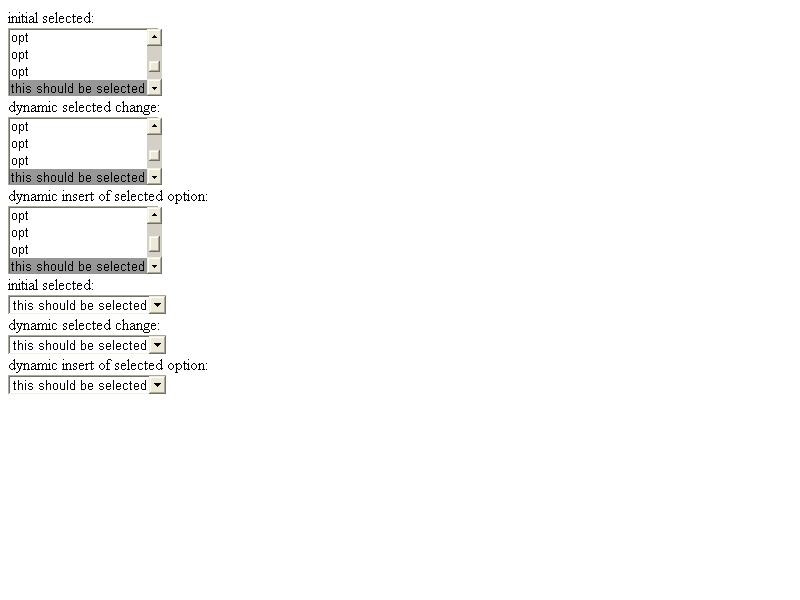 initial selected:
opt
opt
opt
this should be selected
dynamic selected change:
opt
opt
opt
this should be selected
dynamic insert of selected option:
opt
opt
opt
this should be selected
initial selected:
this should be selected
dynamic selected change:
this should be selected
dynamic insert of selected option:
this should be selected